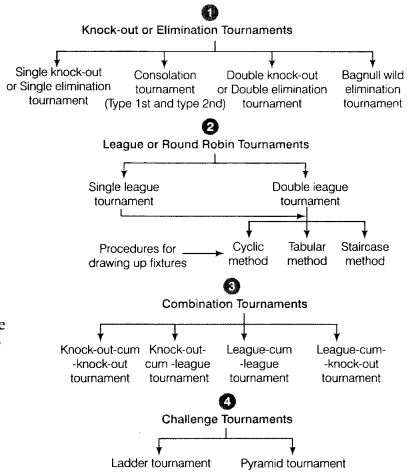 1
Knock-out or Elimination Tournaments
Single knock-out or Single elimination tournament
Consolation tournament (Type 1st and type 2nd)
Double knock-out or Double elimination tournament
Bagnull wild elimination tournament
2
League or Round Robin Tournaments
Single league tournament
Double league tournament
Procedures for drawing up fixtures
Cyclic method
Tabular method
Staircase method
3
Combination Tournaments
Knock-out-cum -knock-out tournament
Knock-out- cum -league tournament
League-cum -league tournament
League-cum- -knock-out tournament
4
Challenge Tournaments
Ladder tournament
Pyramid tournament